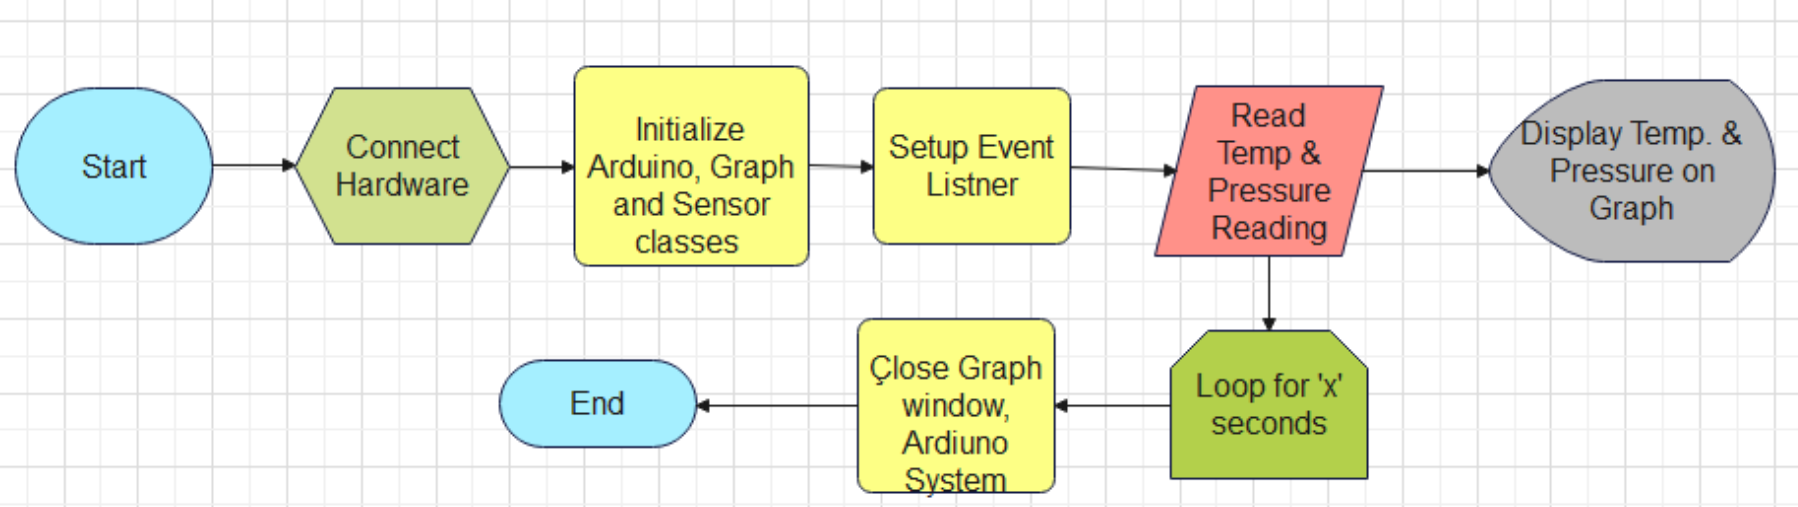 Start
Connect
Hardware
Initialize
Arduino, Graph
and Sensor
classes
Setup Event
Listner
Read
Temp &
Pressure
Reading
Display Temp. &
Pressure on
Graph
Loop for 'x'
seconds
Çlose Graph
window,
Ardiuno
System
End